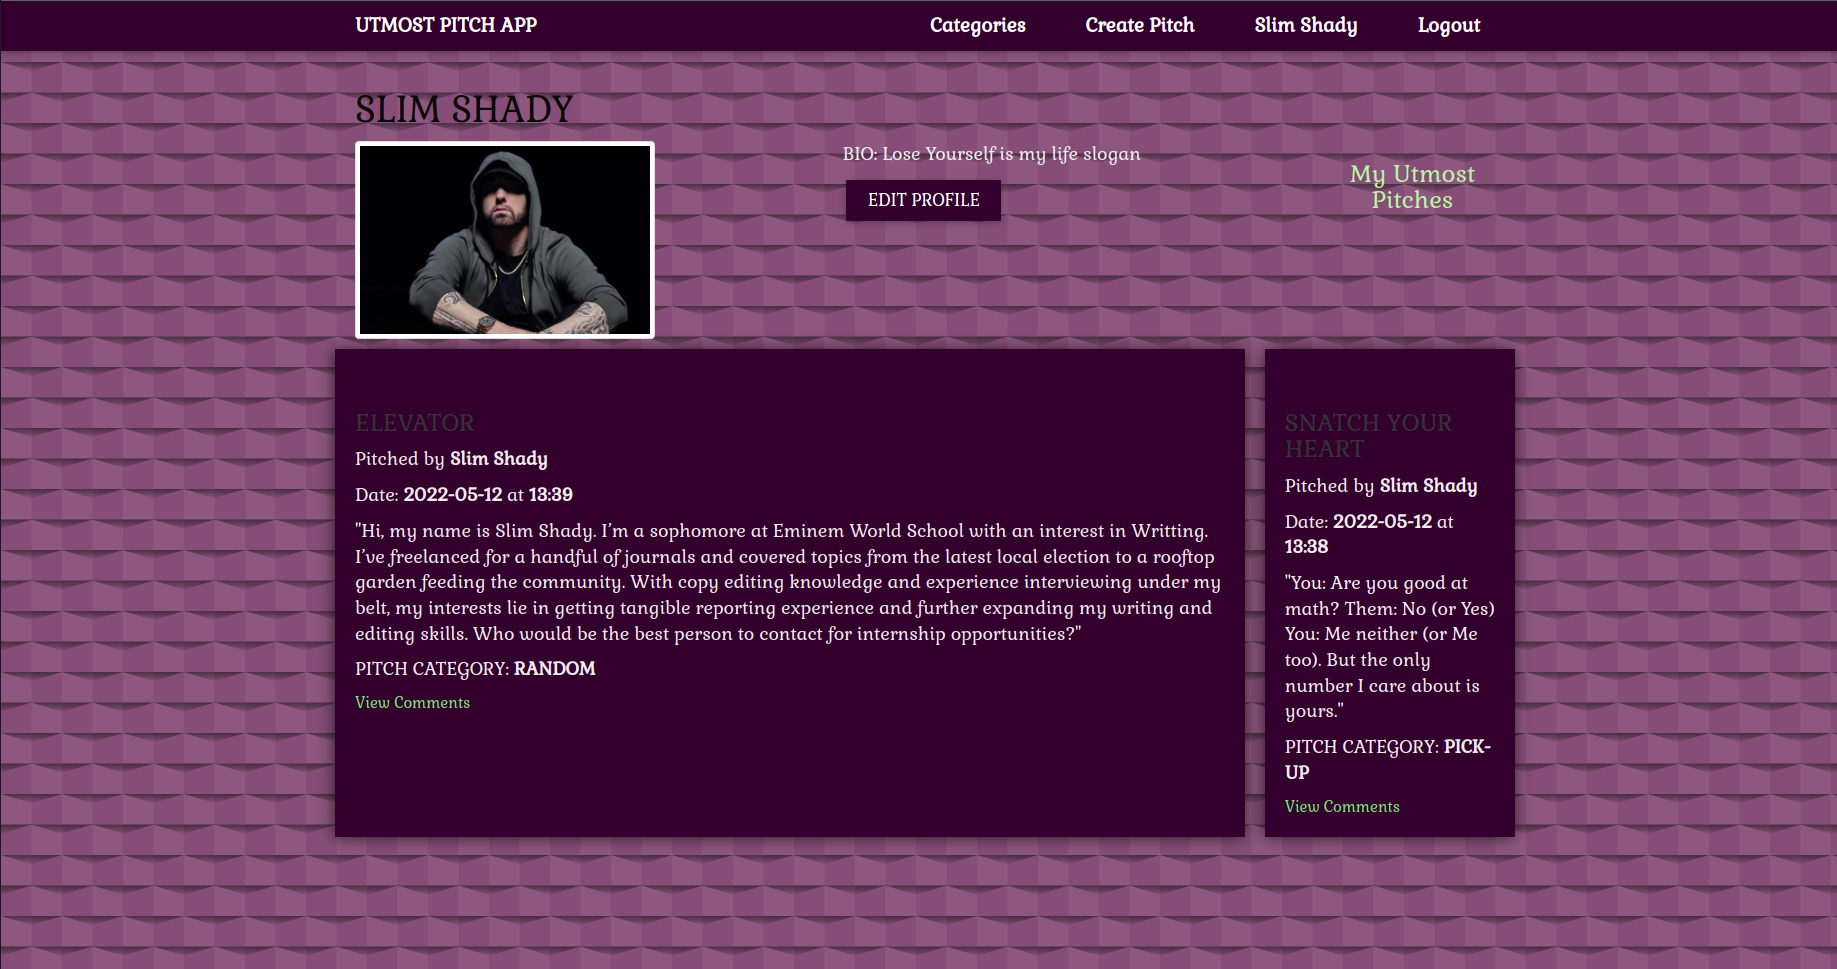 UTMOST PITCH APP
Categories
Create Pitch
Slim Shady
Logout
SLIM SHADY
BIO: Lose Yourself is my life slogan
EDIT PROFILE
My Utmost
Pitches
ELEVATOR
Pitched by Slim Shady
Date: 2022-05-12 at 13:39
"Hi, my name is Slim Shady. I’m a sophomore at Eminem World School with an interest in Writting.
I’ve freelanced for a handful of journals and covered topics from the latest local election to a rooftop
garden feeding the community. With copy editing knowledge and experience interviewing under my
belt, my interests lie in getting tangible reporting experience and further expanding my writing and
editing skills. Who would be the best person to contact for internship opportunities?"
PITCH CATEGORY: RANDOM
View Comments
SNATCH YOUR
HEART
Pitched by Slim Shady
Date: 2022-05-12 at
13:38
"You: Are you good at
math? Them: No (or Yes)
You: Me neither (or Me
too). But the only
number I care about is
yours."
PITCH CATEGORY: PICK-
UP
View Comments